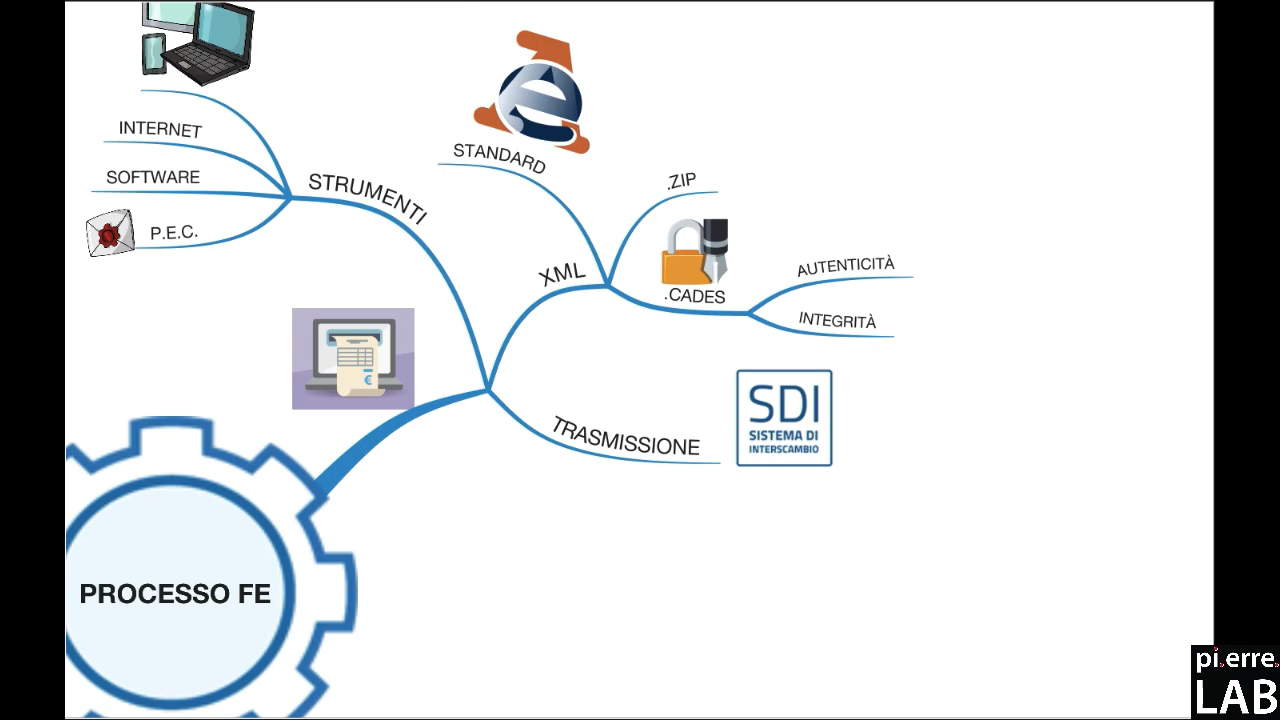 INTERNET
SOFTWARE
P.E.C.
STRUMENTI
STANDARD
XML
.ZIP
.CADES
AUTENTICITÀ
INTEGRITÀ
TRASMISSIONE
SDI
SISTEMA DI
INTERSCAMBIO
PROCESSO FE
pi.erre.
LAB